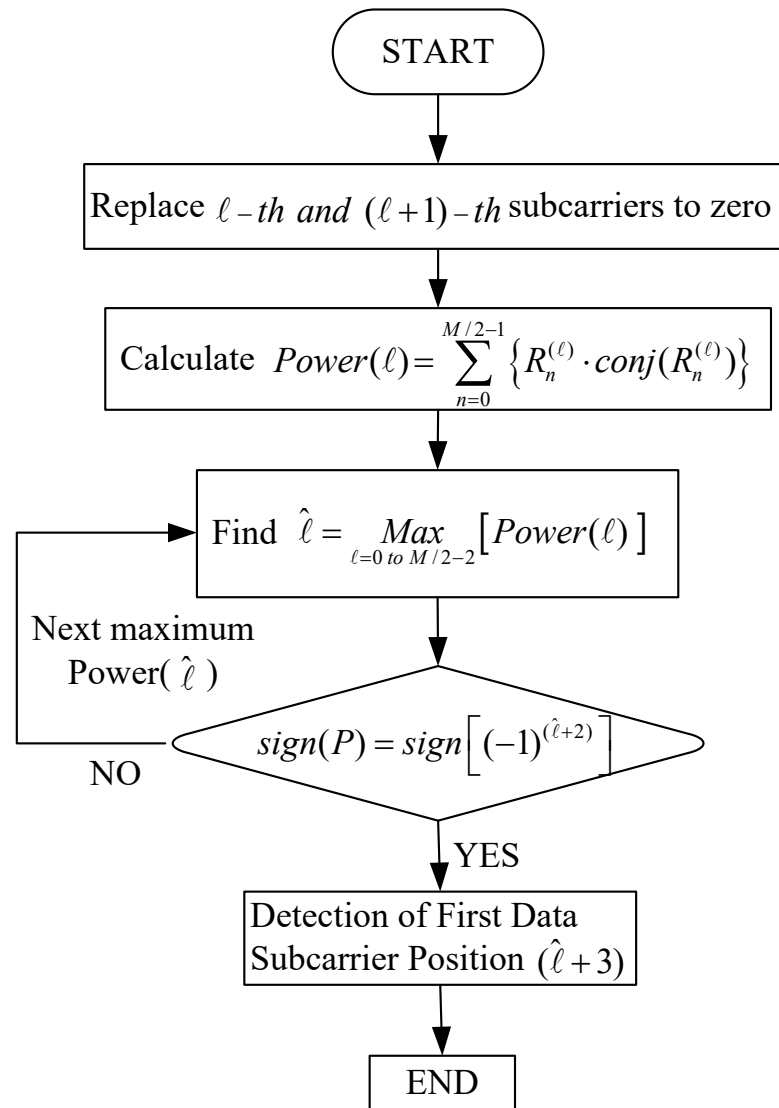 START
Replace ℓ – th and (ℓ + 1) – th subcarriers to zero
Calculate Power(ℓ) = ∑_{n=0}^{M/2−1} {R_n^{(ℓ)} · conj(R_n^{(ℓ)})}
Find ℓ̂ = Max_{ℓ=0 to M/2−2} [Power(ℓ)]
Next maximum
Power( ℓ̂ )
sign(P) = sign[(−1)^{(ℓ̂+2)}]
NO
YES
Detection of First Data
Subcarrier Position (ℓ̂ + 3)
END